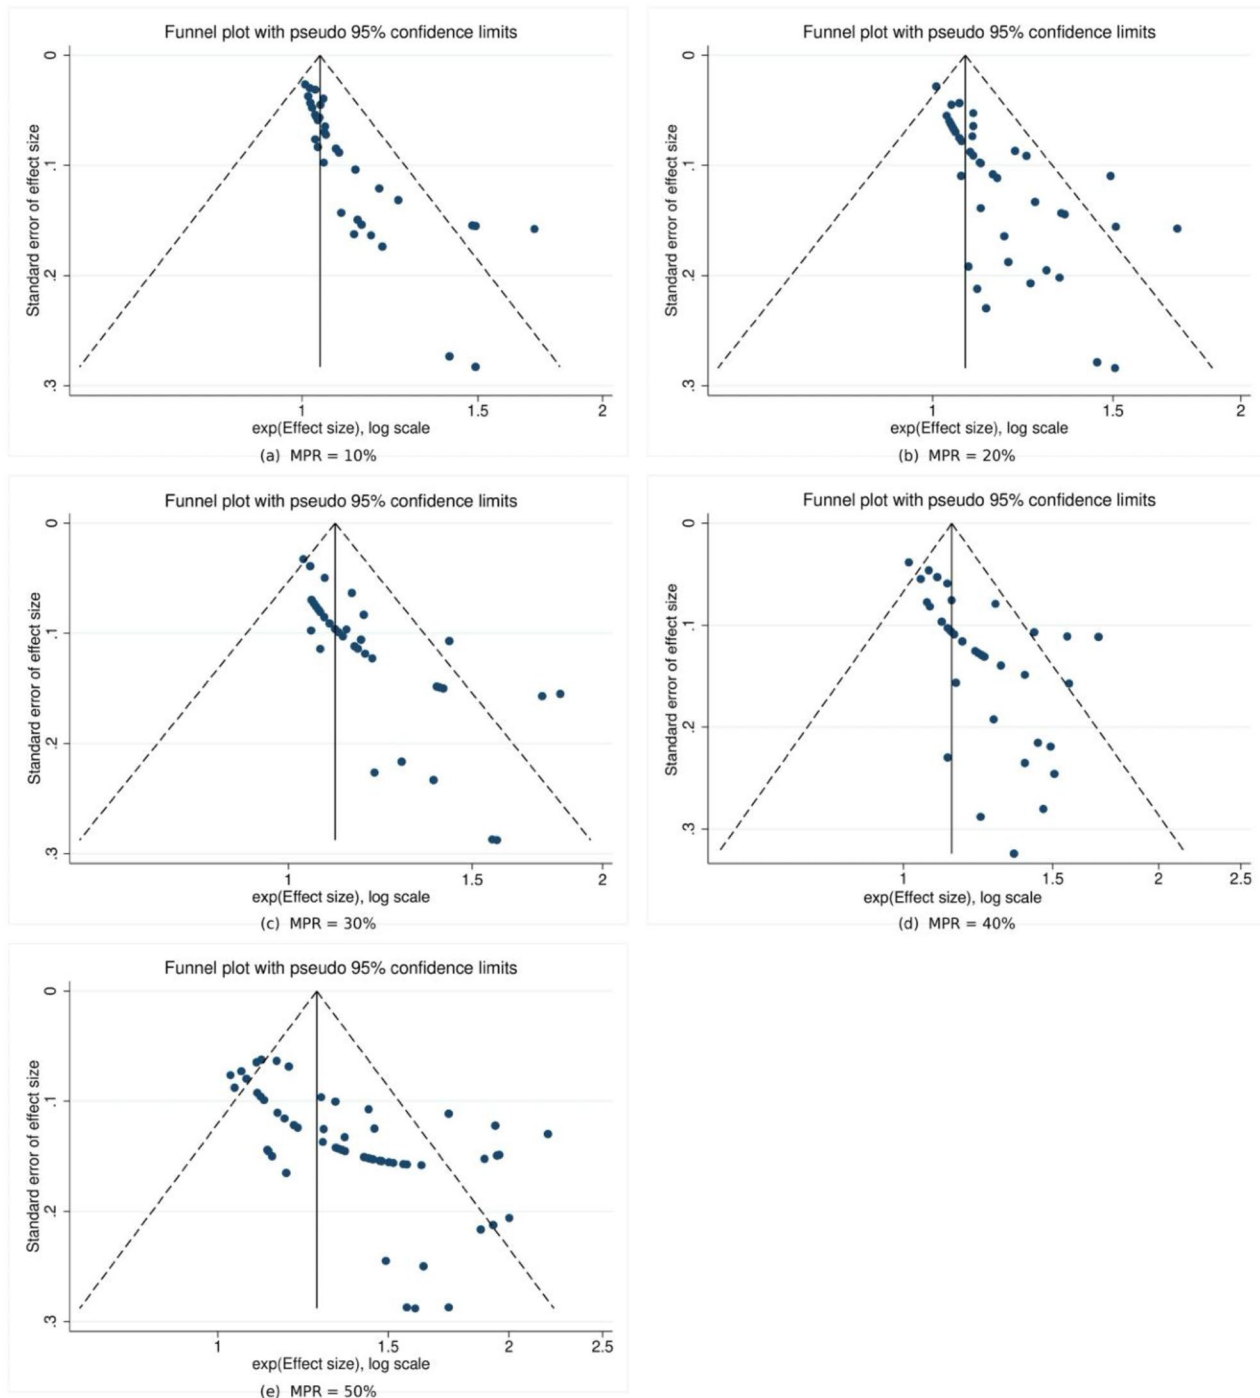 Funnel plot with pseudo 95% confidence limits
Standard error of effect size
0
.1
.2
.3
1
1.5
2
exp(Effect size), log scale
(a) MPR = 10%
Funnel plot with pseudo 95% confidence limits
Standard error of effect size
0
.1
.2
.3
1
1.5
2
exp(Effect size), log scale
(b) MPR = 20%
Funnel plot with pseudo 95% confidence limits
Standard error of effect size
0
.1
.2
.3
1
1.5
2
exp(Effect size), log scale
(c) MPR = 30%
Funnel plot with pseudo 95% confidence limits
Standard error of effect size
0
.1
.2
.3
1
1.5
2
2.5
exp(Effect size), log scale
(d) MPR = 40%
Funnel plot with pseudo 95% confidence limits
Standard error of effect size
0
.1
.2
.3
1
1.5
2
2.5
exp(Effect size), log scale
(e) MPR = 50%